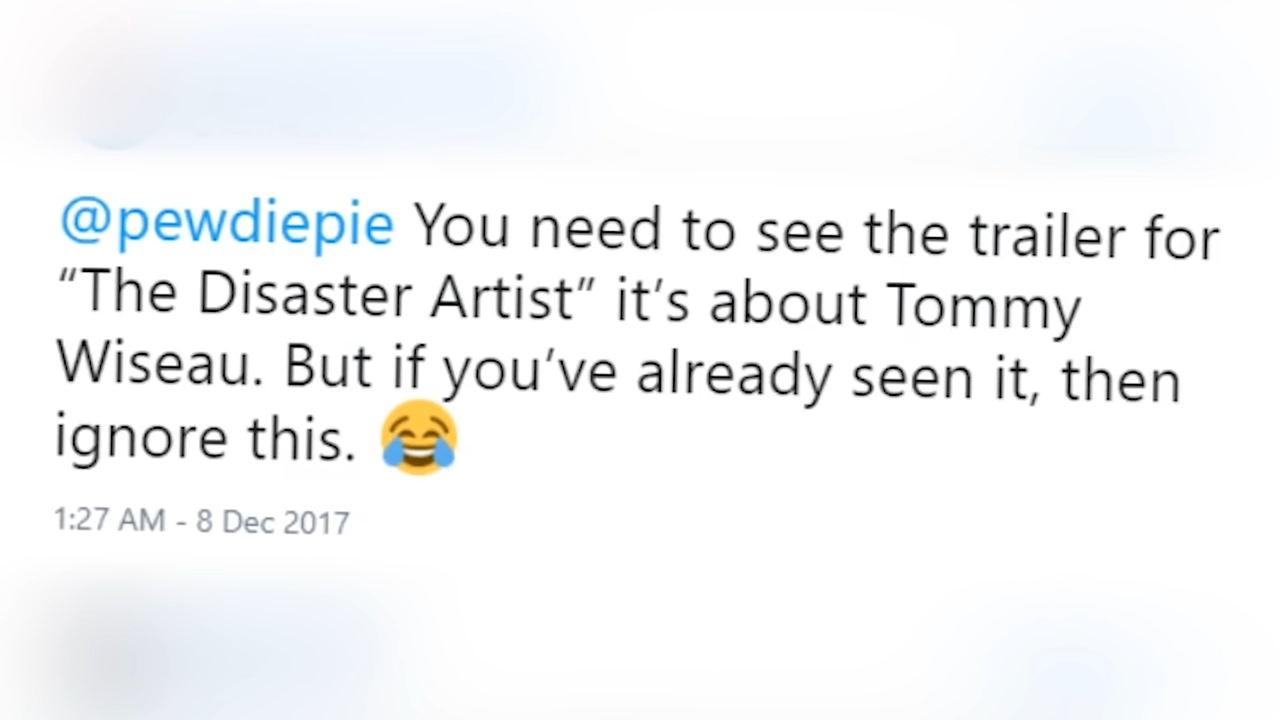 @pewdiepie You need to see the trailer for
“The Disaster Artist” it’s about Tommy
Wiseau. But if you’ve already seen it, then
ignore this. 😂
1:27 AM - 8 Dec 2017